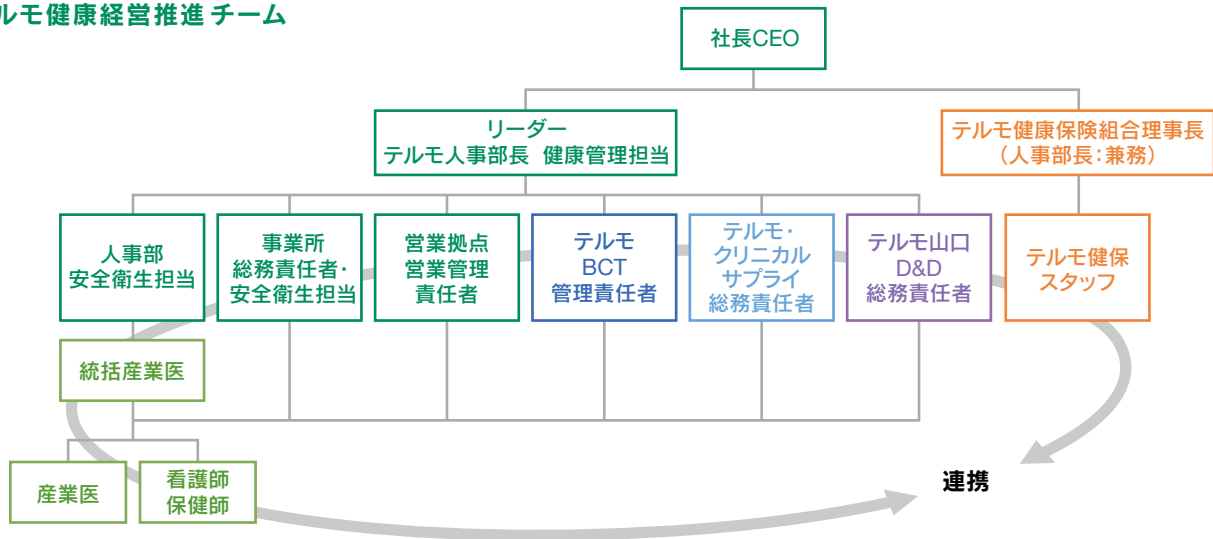 ルモ健康経営推進チーム
社長CEO
リーダー
テルモ人事部長 健康管理担当
テルモ健康保険組合理事長
（人事部長：兼務）
人事部
安全衛生担当
事業所
総務責任者・
安全衛生担当
営業拠点
営業管理
責任者
テルモ
BCT
管理責任者
テルモ・
クリニカル
サプライ
総務責任者
テルモ山口
D&D
総務責任者
テルモ健保
スタッフ
統括産業医
産業医
看護師
保健師
連携